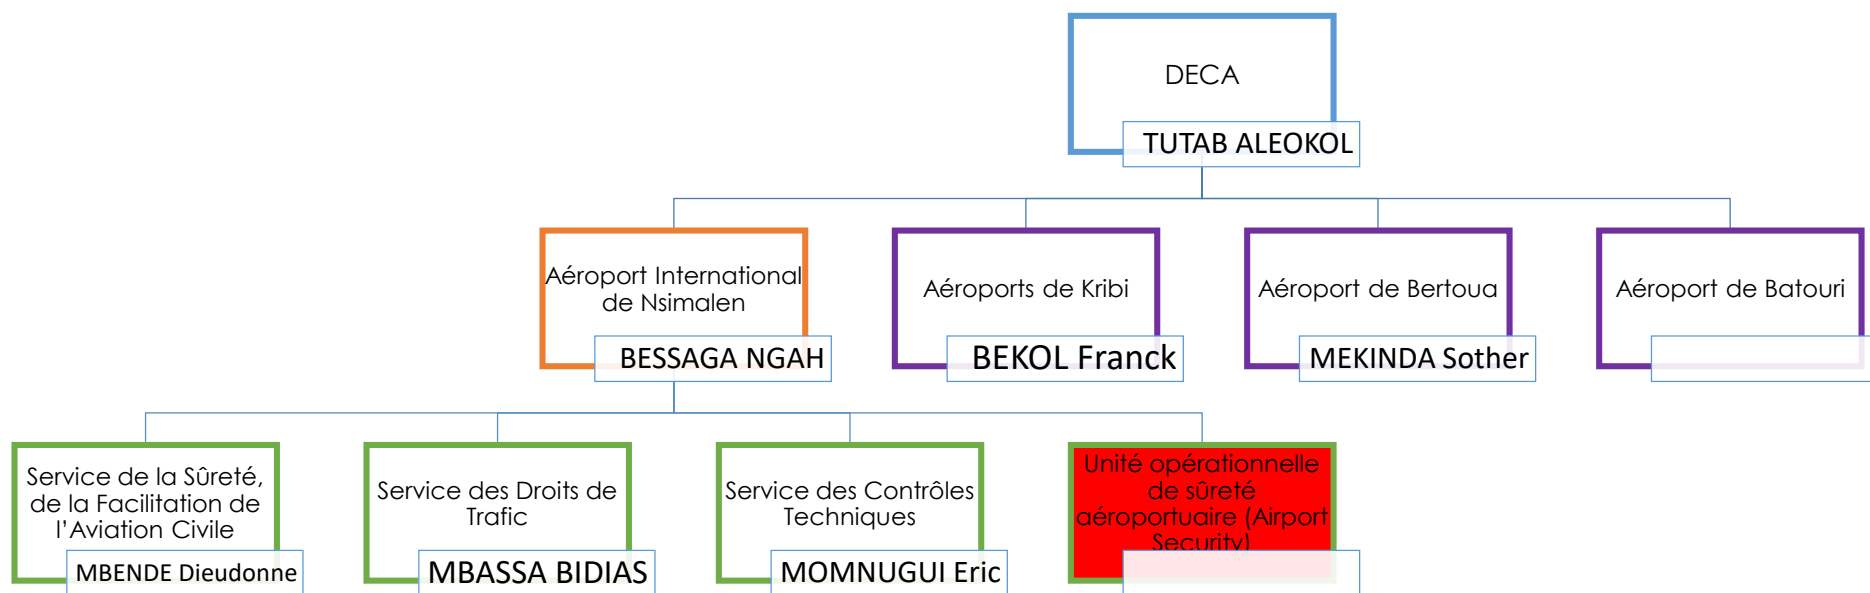 DECA
TUTAB ALEOKOL
Aéroport International
de Nsimalen
BESSAGA NGAH
Aéroports de Kribi
BEKOL Franck
Aéroport de Bertoua
MEKINDA Sother
Aéroport de Batouri
Service de la Sûreté,
de la Facilitation de
l’Aviation Civile
MBENDE Dieudonne
Service des Droits de
Trafic
MBASSA BIDIAS
Service des Contrôles
Techniques
MOMNUGUI Eric
Unité opérationnelle
de sûreté
aéroportuaire (Airport
Security)